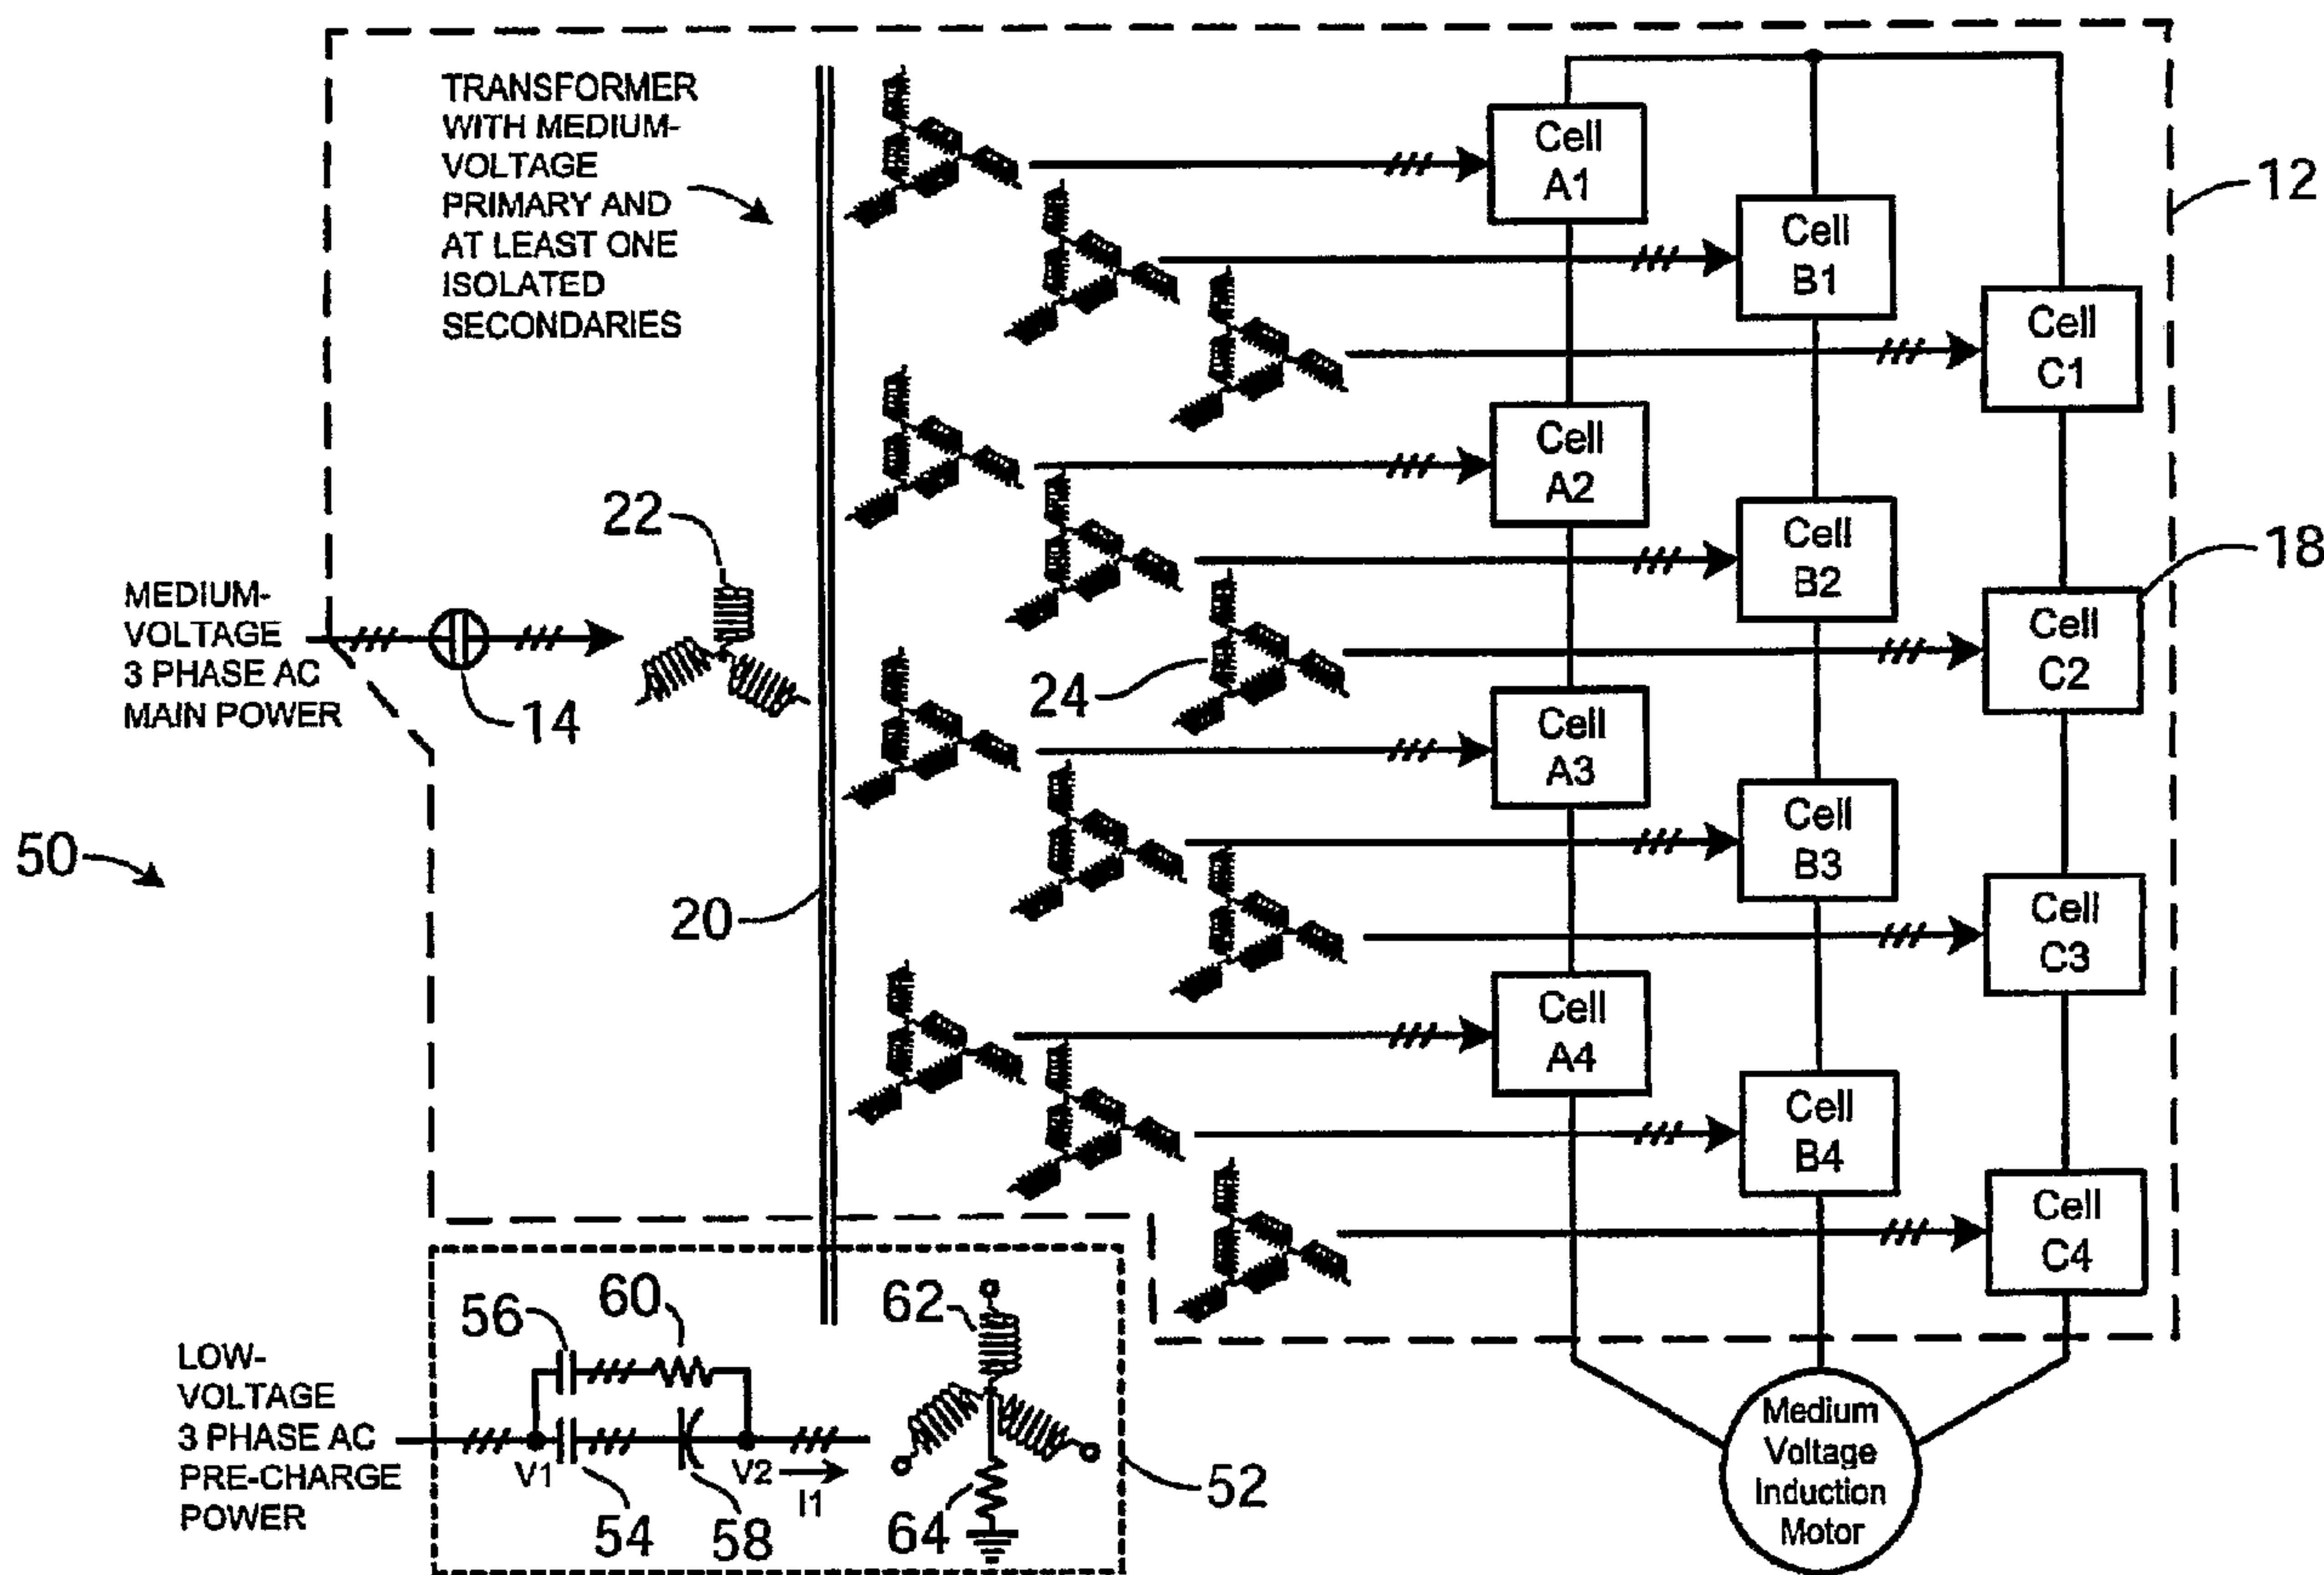 TRANSFORMER
WITH MEDIUM-
VOLTAGE
PRIMARY AND
AT LEAST ONE
ISOLATED
SECONDARIES
Cell
A1
Cell
B1
Cell
C1
12
Cell
A2
Cell
B2
Cell
C2
18
22
24
MEDIUM-
VOLTAGE
3 PHASE AC
MAIN POWER
14
Cell
A3
Cell
B3
Cell
C3
50
20
Cell
A4
Cell
B4
Cell
C4
56
60
62
LOW-
VOLTAGE
3 PHASE AC
PRE-CHARGE
POWER
V1
V2
I1
54
58
64
52
Medium
Voltage
Induction
Motor